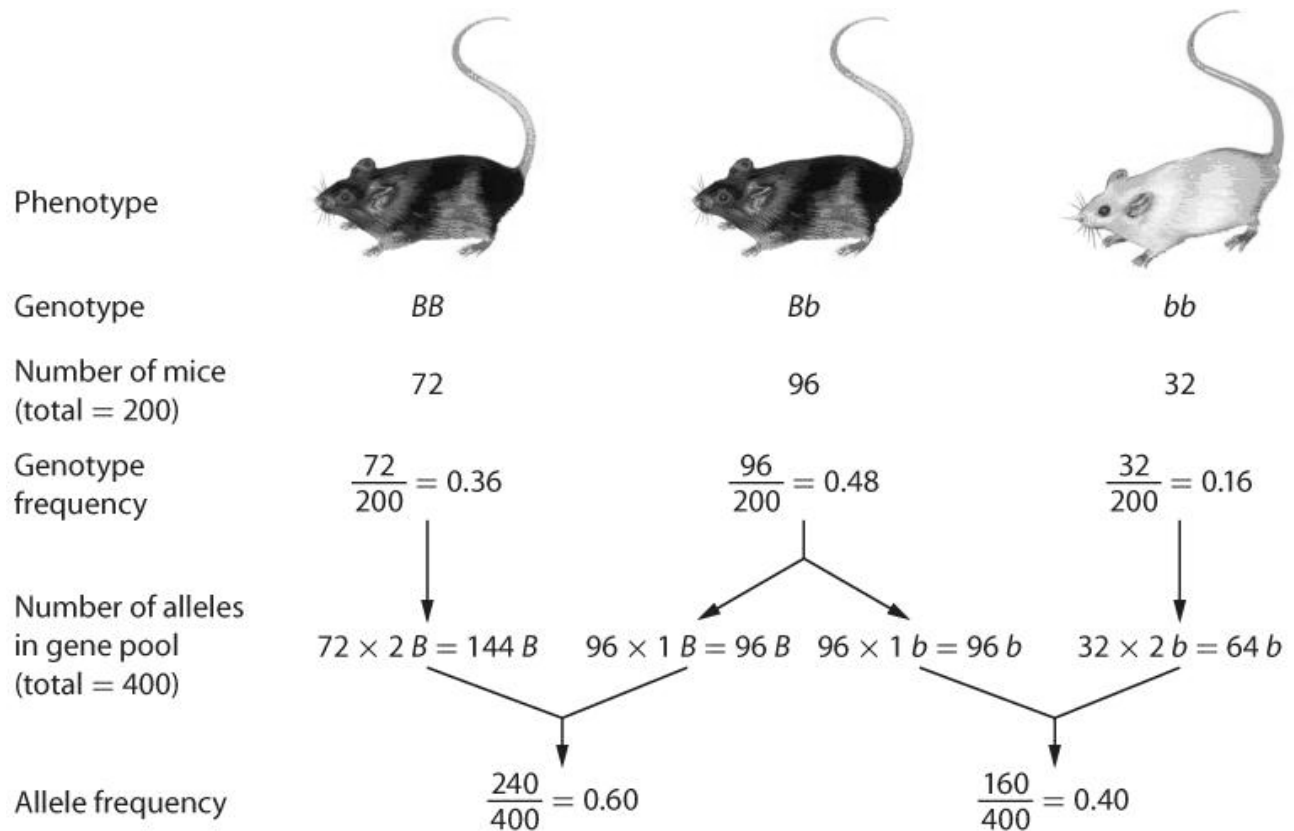 Phenotype
Genotype BB Bb bb
Number of mice
(total = 200) 72 96 32
Genotype
frequency 72/200 = 0.36 96/200 = 0.48 32/200 = 0.16
Number of alleles
in gene pool 72 × 2 B = 144 B 96 × 1 B = 96 B 96 × 1 b = 96 b 32 × 2 b = 64 b
(total = 400)
Allele frequency 240/400 = 0.60 160/400 = 0.40